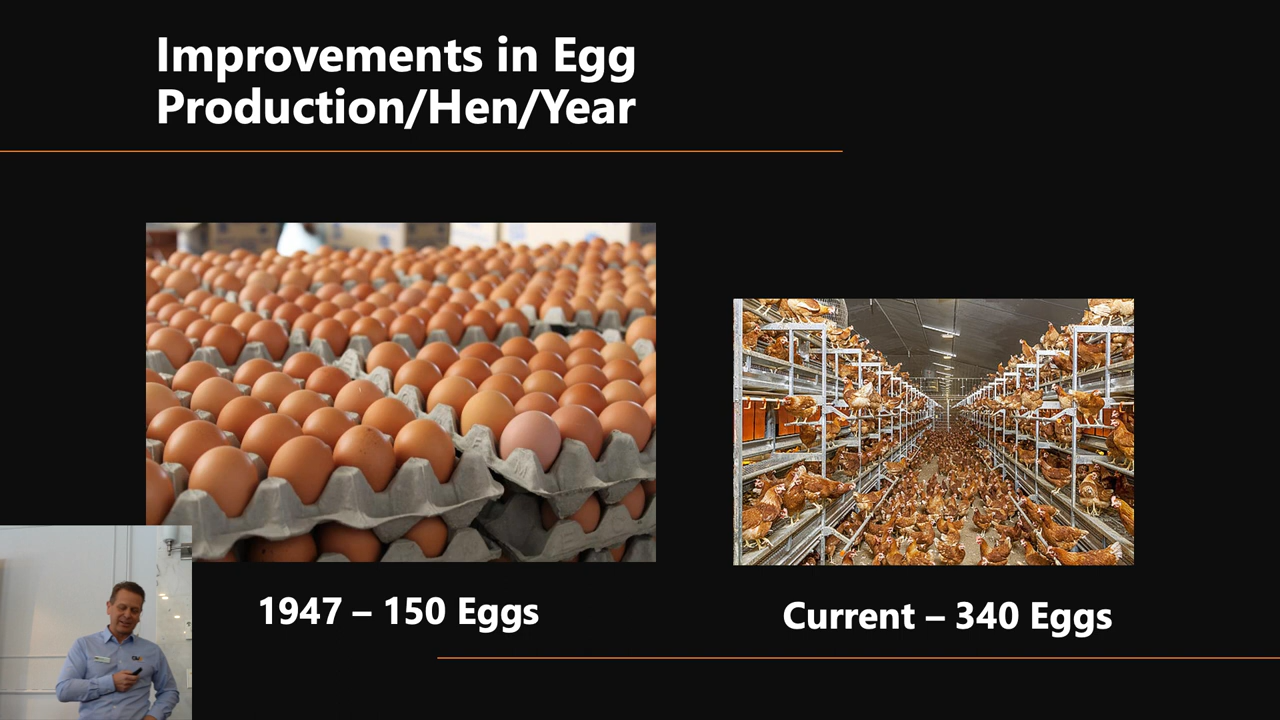 Improvements in Egg
Production/Hen/Year
1947 – 150 Eggs
Current – 340 Eggs